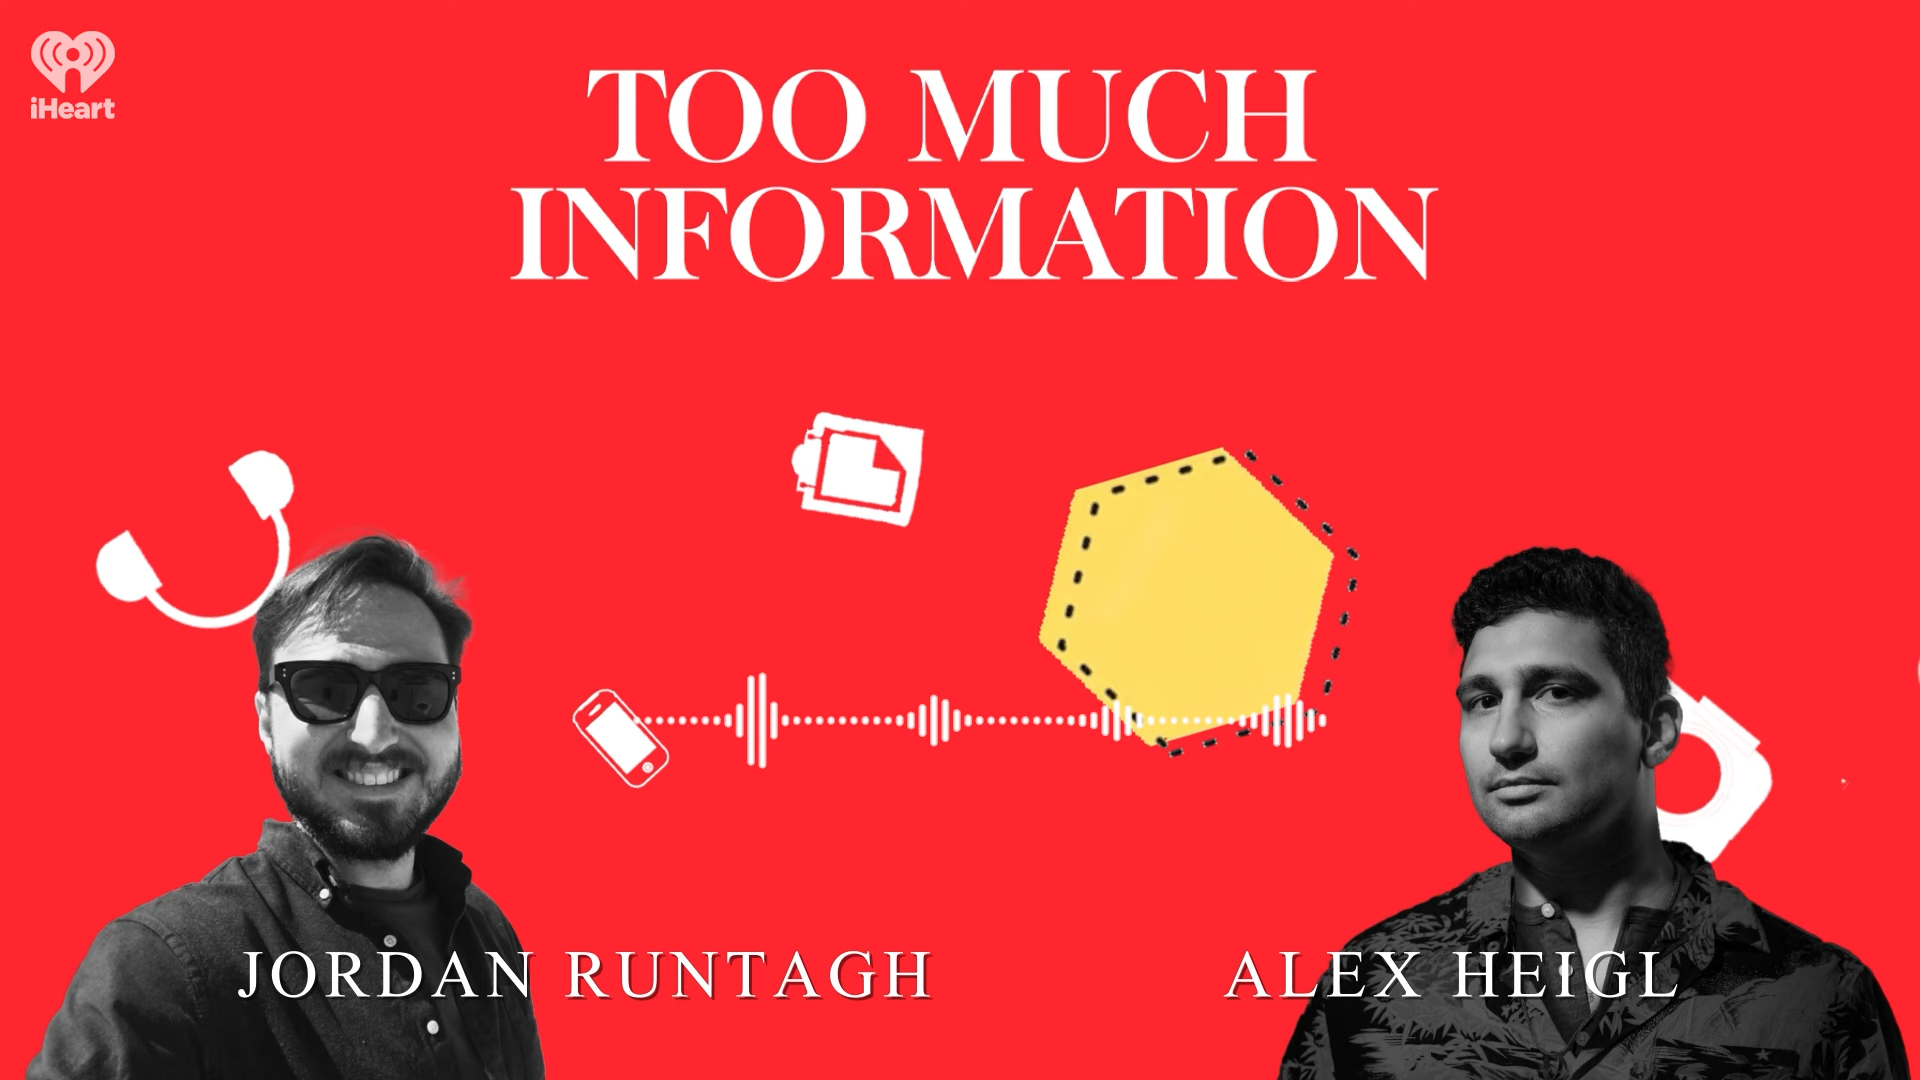 iHeart
TOO MUCH
INFORMATION
JORDAN RUNTAGH
ALEX HEIGL